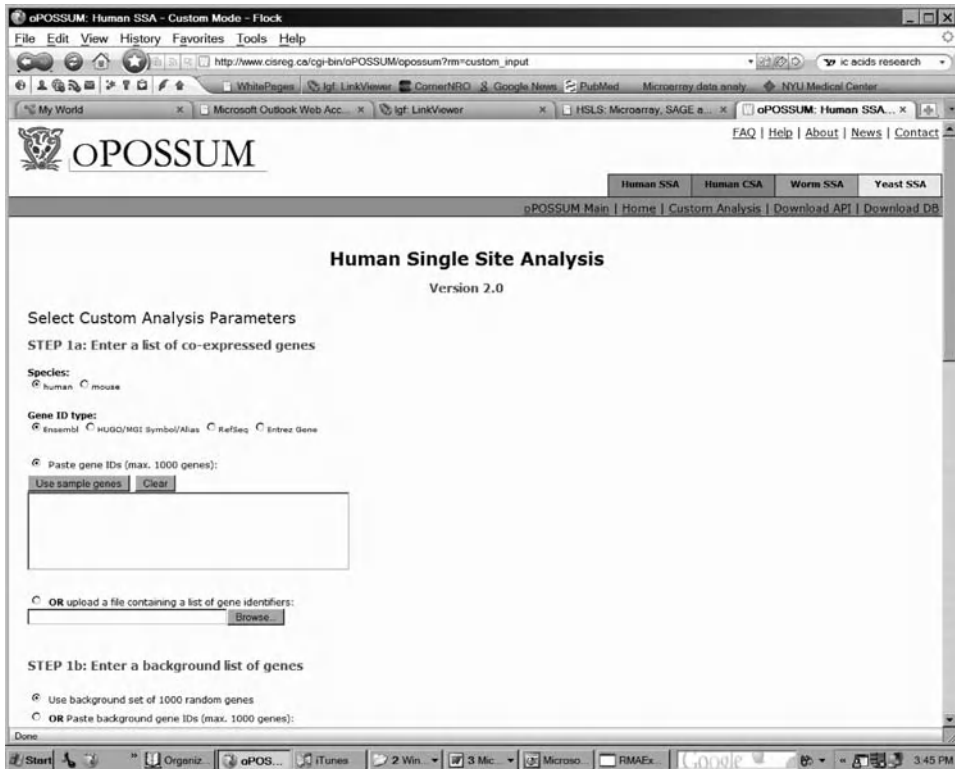 oPOSSUM: Human SSA - Custom Mode - Flock
File Edit View History Favorites Tools Help
http://www.cisreg.ca/cgi-bin/oPOSSUM/opossum?rm=custom_input ic acids research
WhitePages lgf: LinkViewer CornerNRO Google News PubMed Microarray data analy NYU Medical Center
My World Microsoft Outlook Web Acc... lgf: LinkViewer HSLS: Microarray, SAGE a... oPOSSUM: Human SSA...
FAQ | Help | About | News | Contact
oPOSSUM
Human SSA Human CSA Worm SSA Yeast SSA
oPOSSUM Main | Home | Custom Analysis | Download API | Download DB
Human Single Site Analysis
Version 2.0
Select Custom Analysis Parameters
STEP 1a: Enter a list of co-expressed genes
Species:
human mouse
Gene ID type:
Ensembl HUGO/MGI Symbol/Alias RefSeq Entrez Gene
Paste gene IDs (max. 1000 genes):
Use sample genes Clear
OR upload a file containing a list of gene identifiers:
Browse...
STEP 1b: Enter a background list of genes
Use background set of 1000 random genes
OR Paste background gene IDs (max. 1000 genes):
Done
Start Organiz... oPOS... iTunes 2 Win... 3 Mic... Microso... RMAEx... Google 3:45 PM